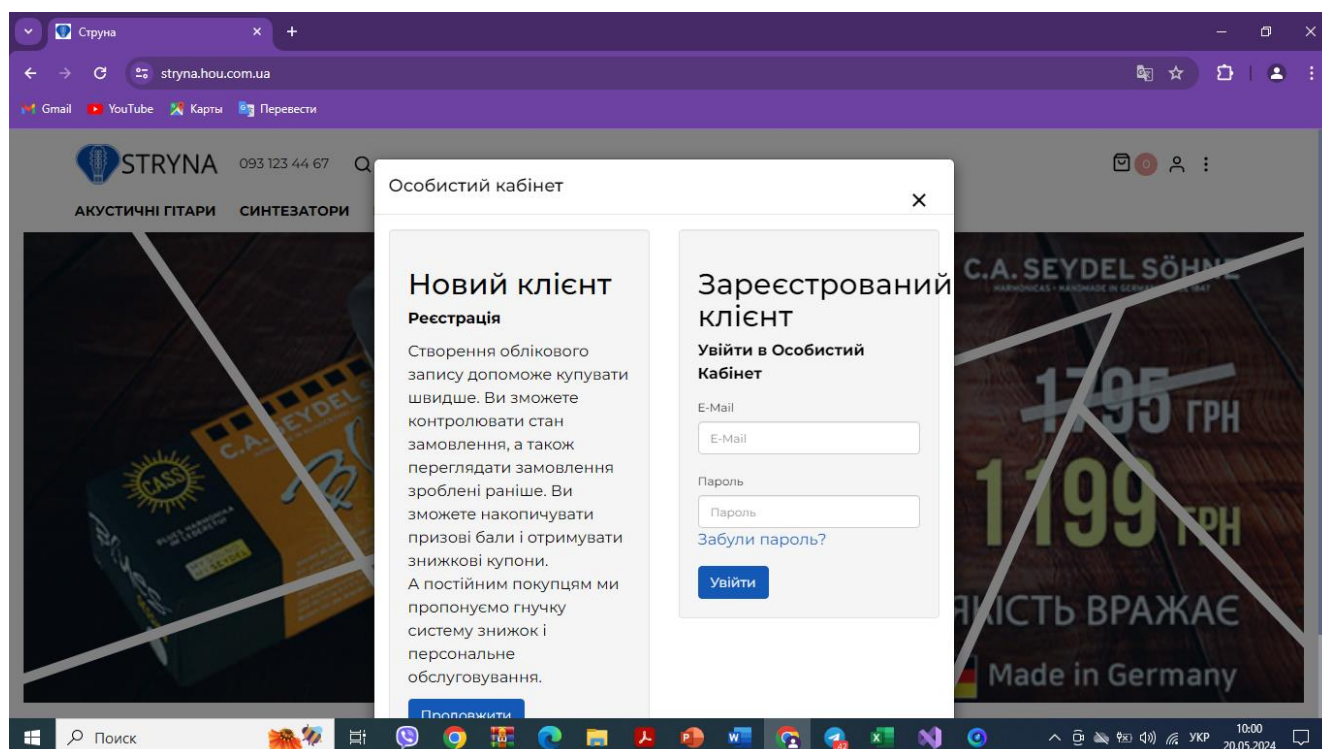 Струна
stryna.hou.com.ua
Gmail YouTube Карты Перевести
STRYNA 093 123 44 67
0
АКУСТИЧНІ ГІТАРИ СИНТЕЗАТОРИ
Особистий кабінет
Новий клієнт
Реєстрація
Створення облікового
запису допоможе купувати
швидше. Ви зможете
контролювати стан
замовлення, а також
переглядати замовлення
зроблені раніше. Ви
зможете накопичувати
призові бали і отримувати
знижкові купони.
А постійним покупцям ми
пропонуємо гнучку
систему знижок і
персональне
обслуговування.
Продовжити
Зареєстрований
клієнт
Увійти в Особистий
Кабінет
E-Mail
E-Mail
Пароль
Пароль
Забули пароль?
Увійти
C.A. SEYDEL
CASS
Blues
C.A. SEYDEL SÖHNE
1795 ГРН
1199 ГРН
ЯКІСТЬ ВРАЖАЄ
Made in Germany
Поиск
УКР
10:00
20.05.2024